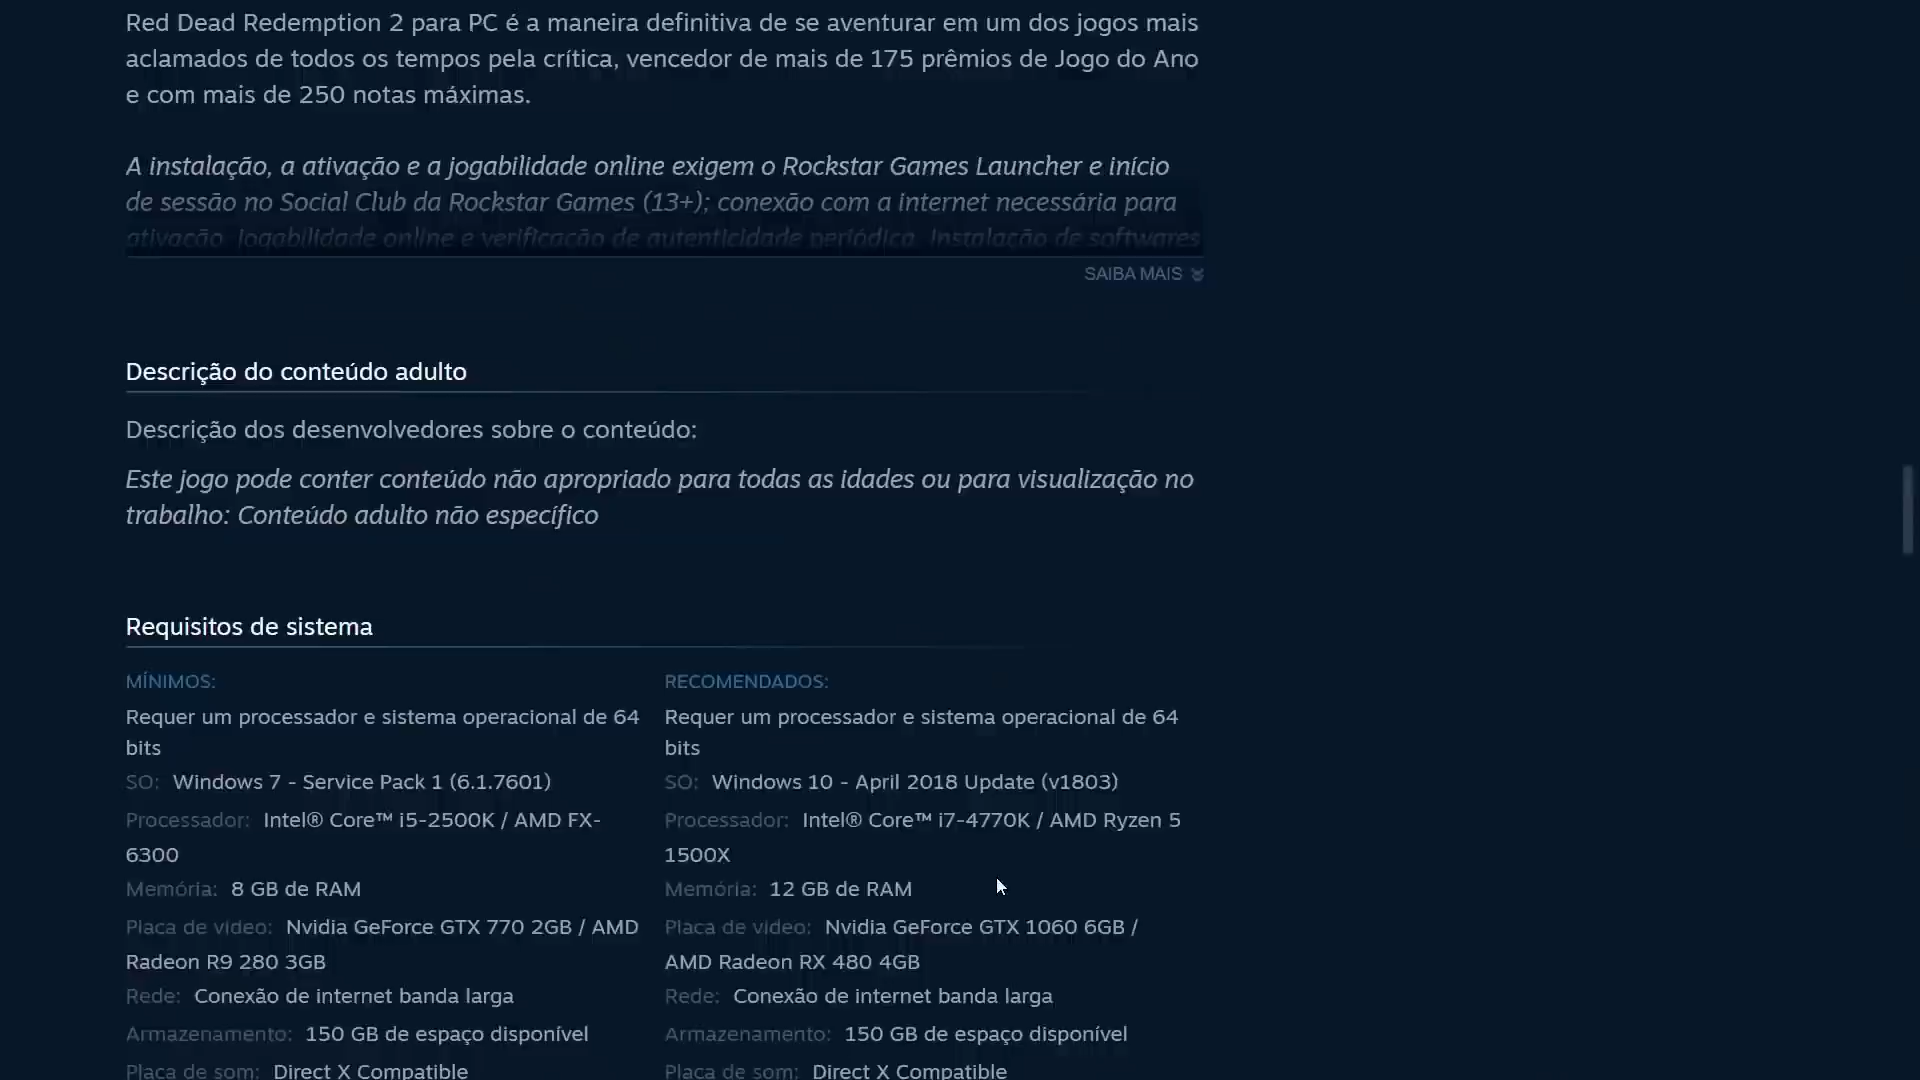 Red Dead Redemption 2 para PC é a maneira definitiva de se aventurar em um dos jogos mais
aclamados de todos os tempos pela crítica, vencedor de mais de 175 prêmios de Jogo do Ano
e com mais de 250 notas máximas.
A instalação, a ativação e a jogabilidade online exigem o Rockstar Games Launcher e início
de sessão no Social Club da Rockstar Games (13+); conexão com a internet necessária para
ativação, jogabilidade online e verificação de autenticidade periódica. Instalação de softwares
SAIBA MAIS
Descrição do conteúdo adulto
Descrição dos desenvolvedores sobre o conteúdo:
Este jogo pode conter conteúdo não apropriado para todas as idades ou para visualização no
trabalho: Conteúdo adulto não específico
Requisitos de sistema
MÍNIMOS:
Requer um processador e sistema operacional de 64
bits
SO: Windows 7 - Service Pack 1 (6.1.7601)
Processador: Intel® Core™ i5-2500K / AMD FX-
6300
Memória: 8 GB de RAM
Placa de vídeo: Nvidia GeForce GTX 770 2GB / AMD
Radeon R9 280 3GB
Rede: Conexão de internet banda larga
Armazenamento: 150 GB de espaço disponível
Placa de som: Direct X Compatible
RECOMENDADOS:
Requer um processador e sistema operacional de 64
bits
SO: Windows 10 - April 2018 Update (v1803)
Processador: Intel® Core™ i7-4770K / AMD Ryzen 5
1500X
Memória: 12 GB de RAM
Placa de vídeo: Nvidia GeForce GTX 1060 6GB /
AMD Radeon RX 480 4GB
Rede: Conexão de internet banda larga
Armazenamento: 150 GB de espaço disponível
Placa de som: Direct X Compatible